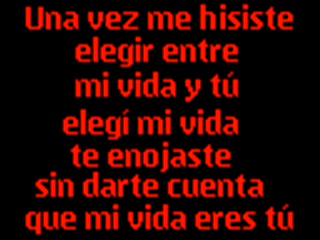 Una vez me hisiste
elegir entre
mi vida y tú
elegí mi vida
te enojaste
sin darte cuenta
que mi vida eres tú